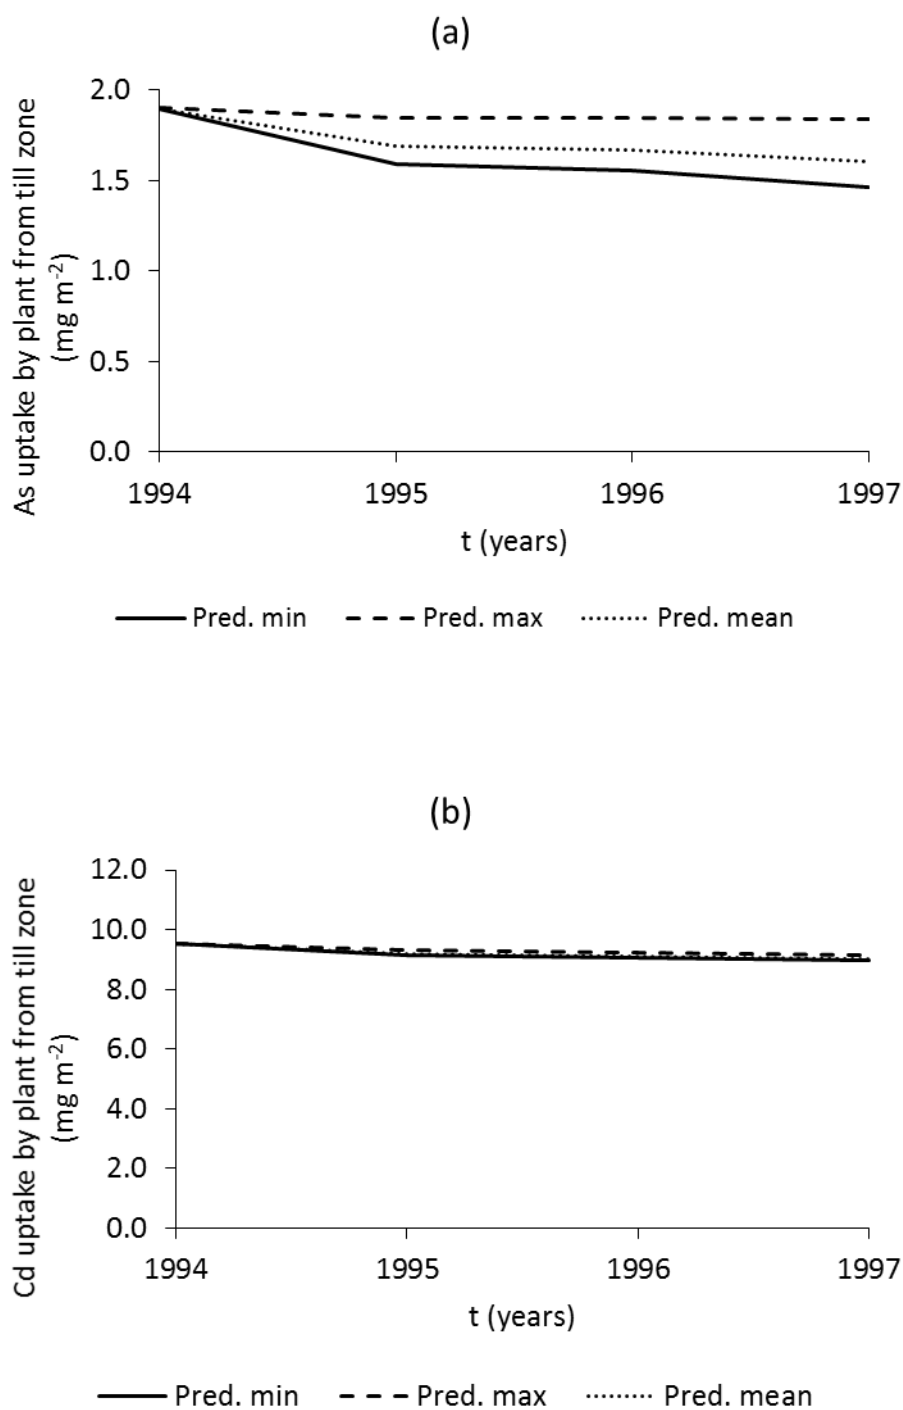 (a)
As uptake by plant from till zone
(mg m⁻²)
2.0
1.5
1.0
0.5
0.0
1994 1995 1996 1997
t (years)
Pred. min Pred. max Pred. mean
(b)
Cd uptake by plant from till zone
(mg m⁻²)
12.0
10.0
8.0
6.0
4.0
2.0
0.0
1994 1995 1996 1997
t (years)
Pred. min Pred. max Pred. mean